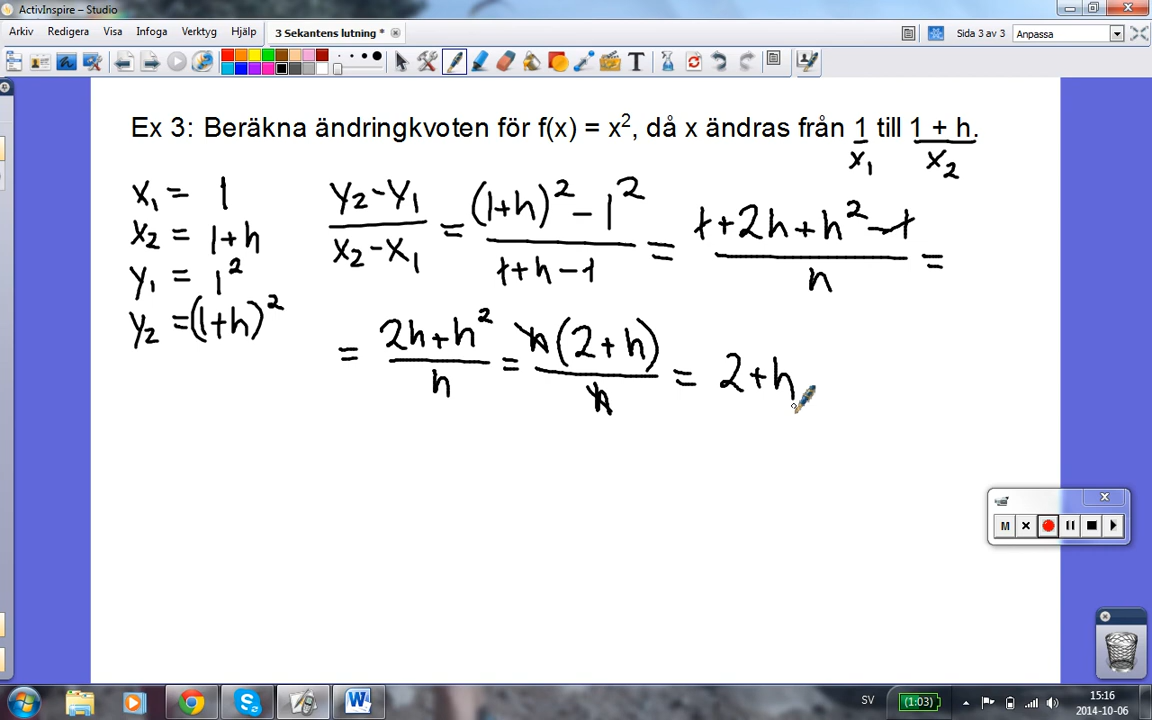 ActivInspire – Studio
Arkiv Redigera Visa Infoga Verktyg Hjälp 3 Sekantens lutning *
Sida 3 av 3 Anpassa
Ex 3: Beräkna ändringkvoten för f(x) = x², då x ändras från 1 till 1 + h.
x₁ x₂
x₁ = 1
x₂ = 1+h
y₁ = 1²
y₂ = (1+h)²
(y₂-y₁)/(x₂-x₁) = ((1+h)² - 1²)/(1+h-1) = (1+2h+h²-1)/h =
= (2h+h²)/h = h(2+h)/h = 2+h
M
SV (1:03) 15:16
2014-10-06